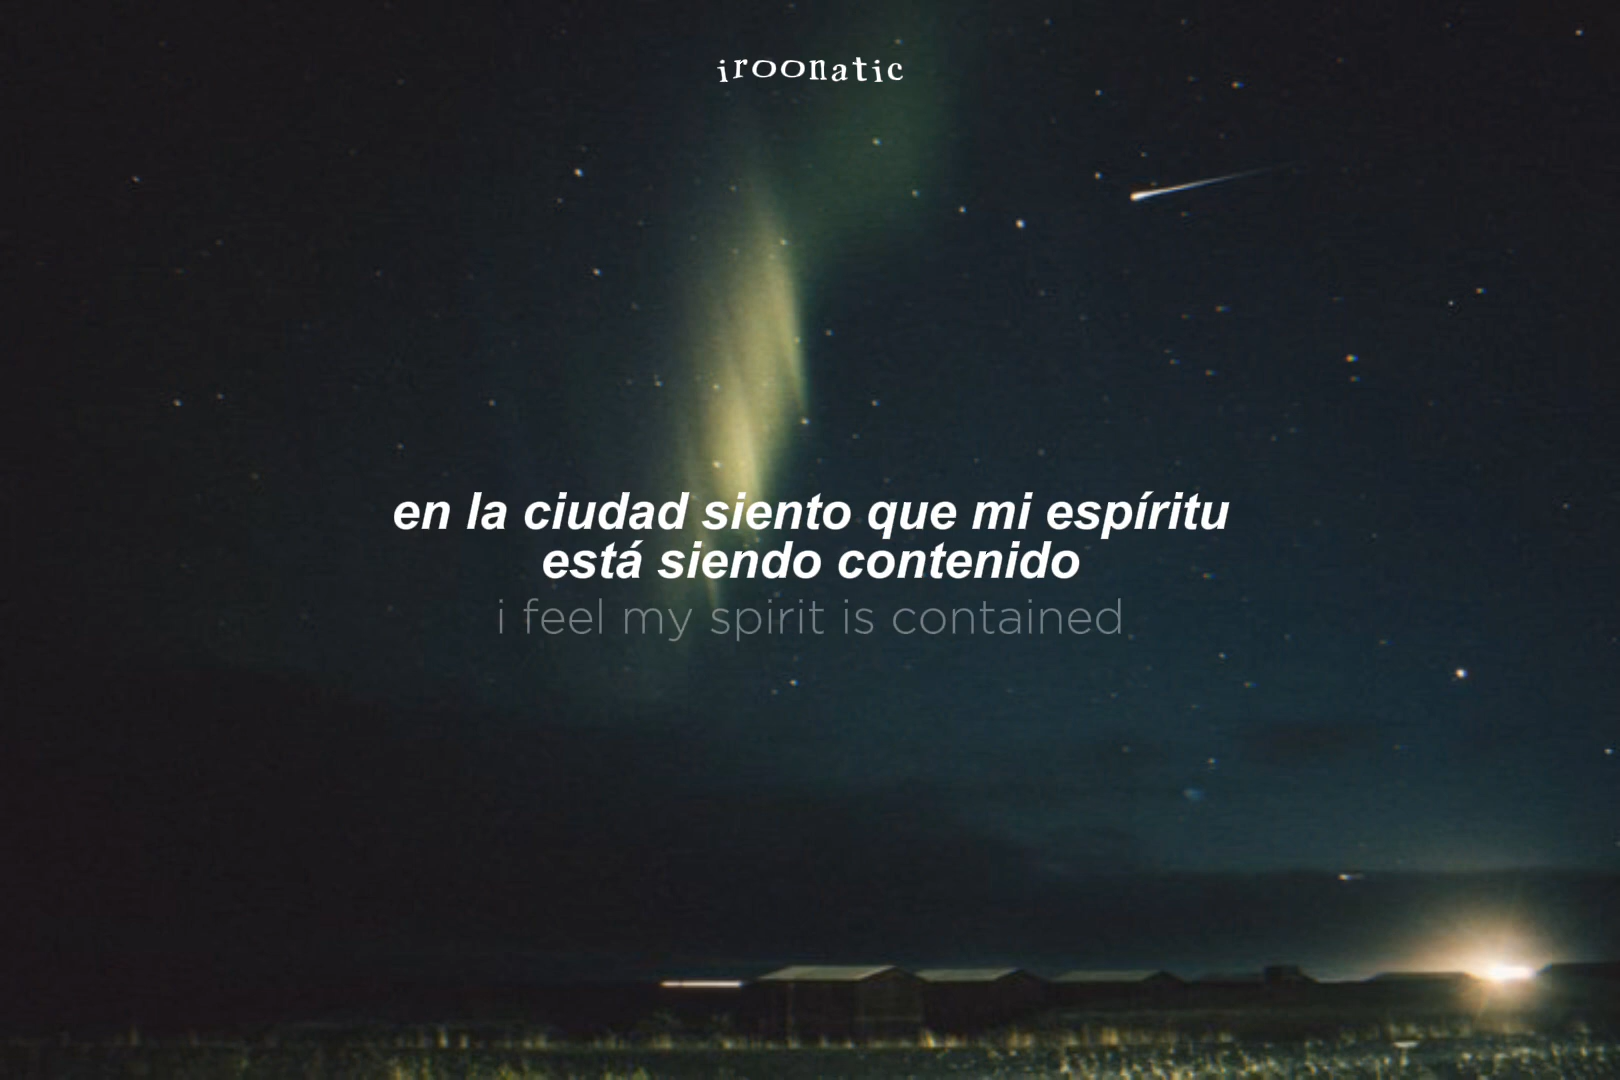 iroonatic
en la ciudad siento que mi espíritu
está siendo contenido
i feel my spirit is contained